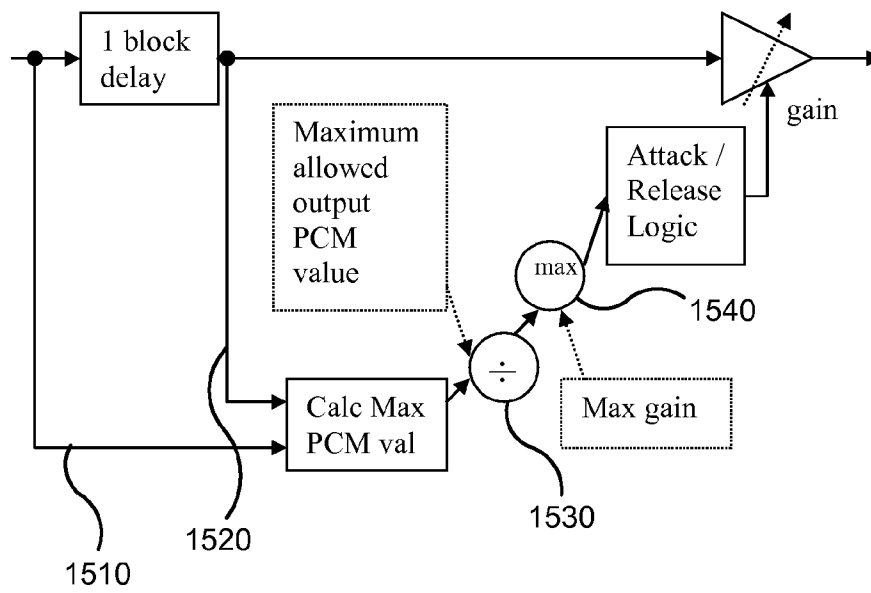 1 block
delay
gain
Maximum
allowcd
output
PCM
value
Attack /
Release
Logic
max
1540
÷
Calc Max
PCM val
Max gain
1530
1520
1510